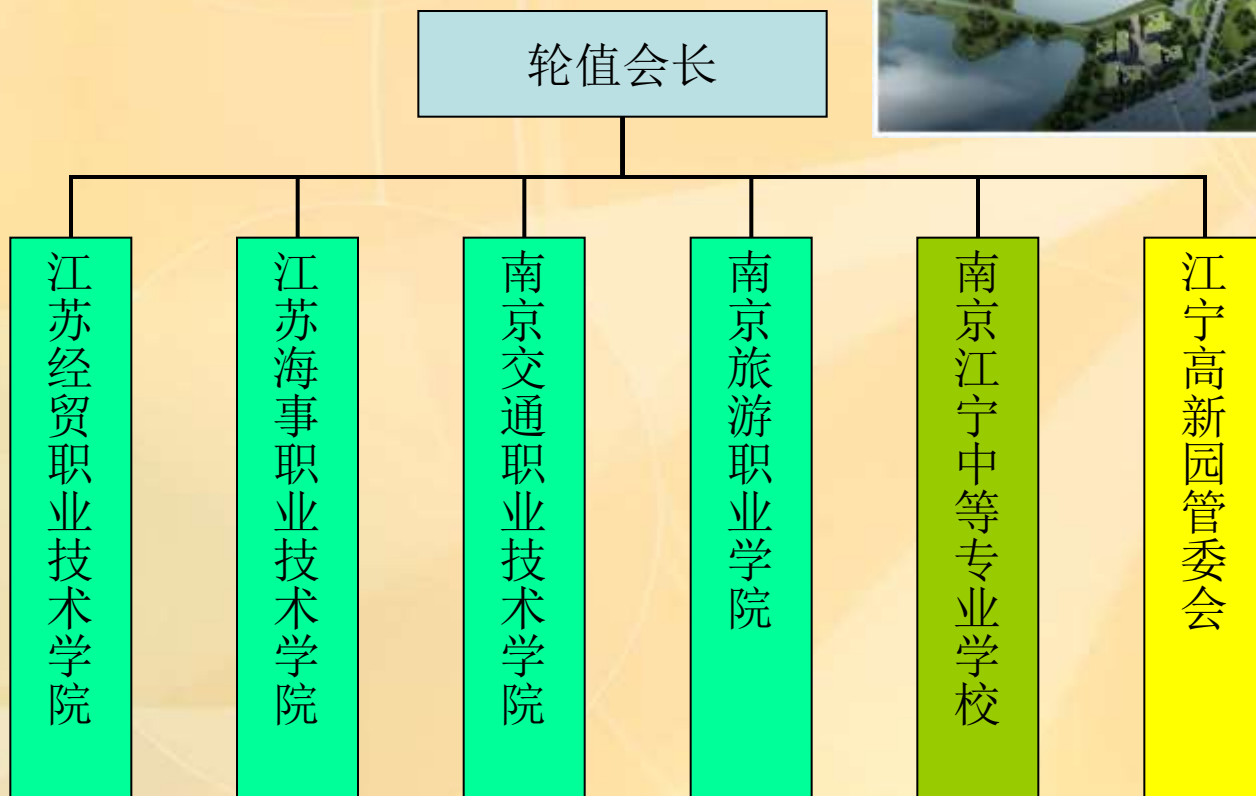 轮值会长
江苏经贸职业技术学院
江苏海事职业技术学院
南京交通职业技术学院
南京旅游职业学院
南京江宁中等专业学校
江宁高新园管委会